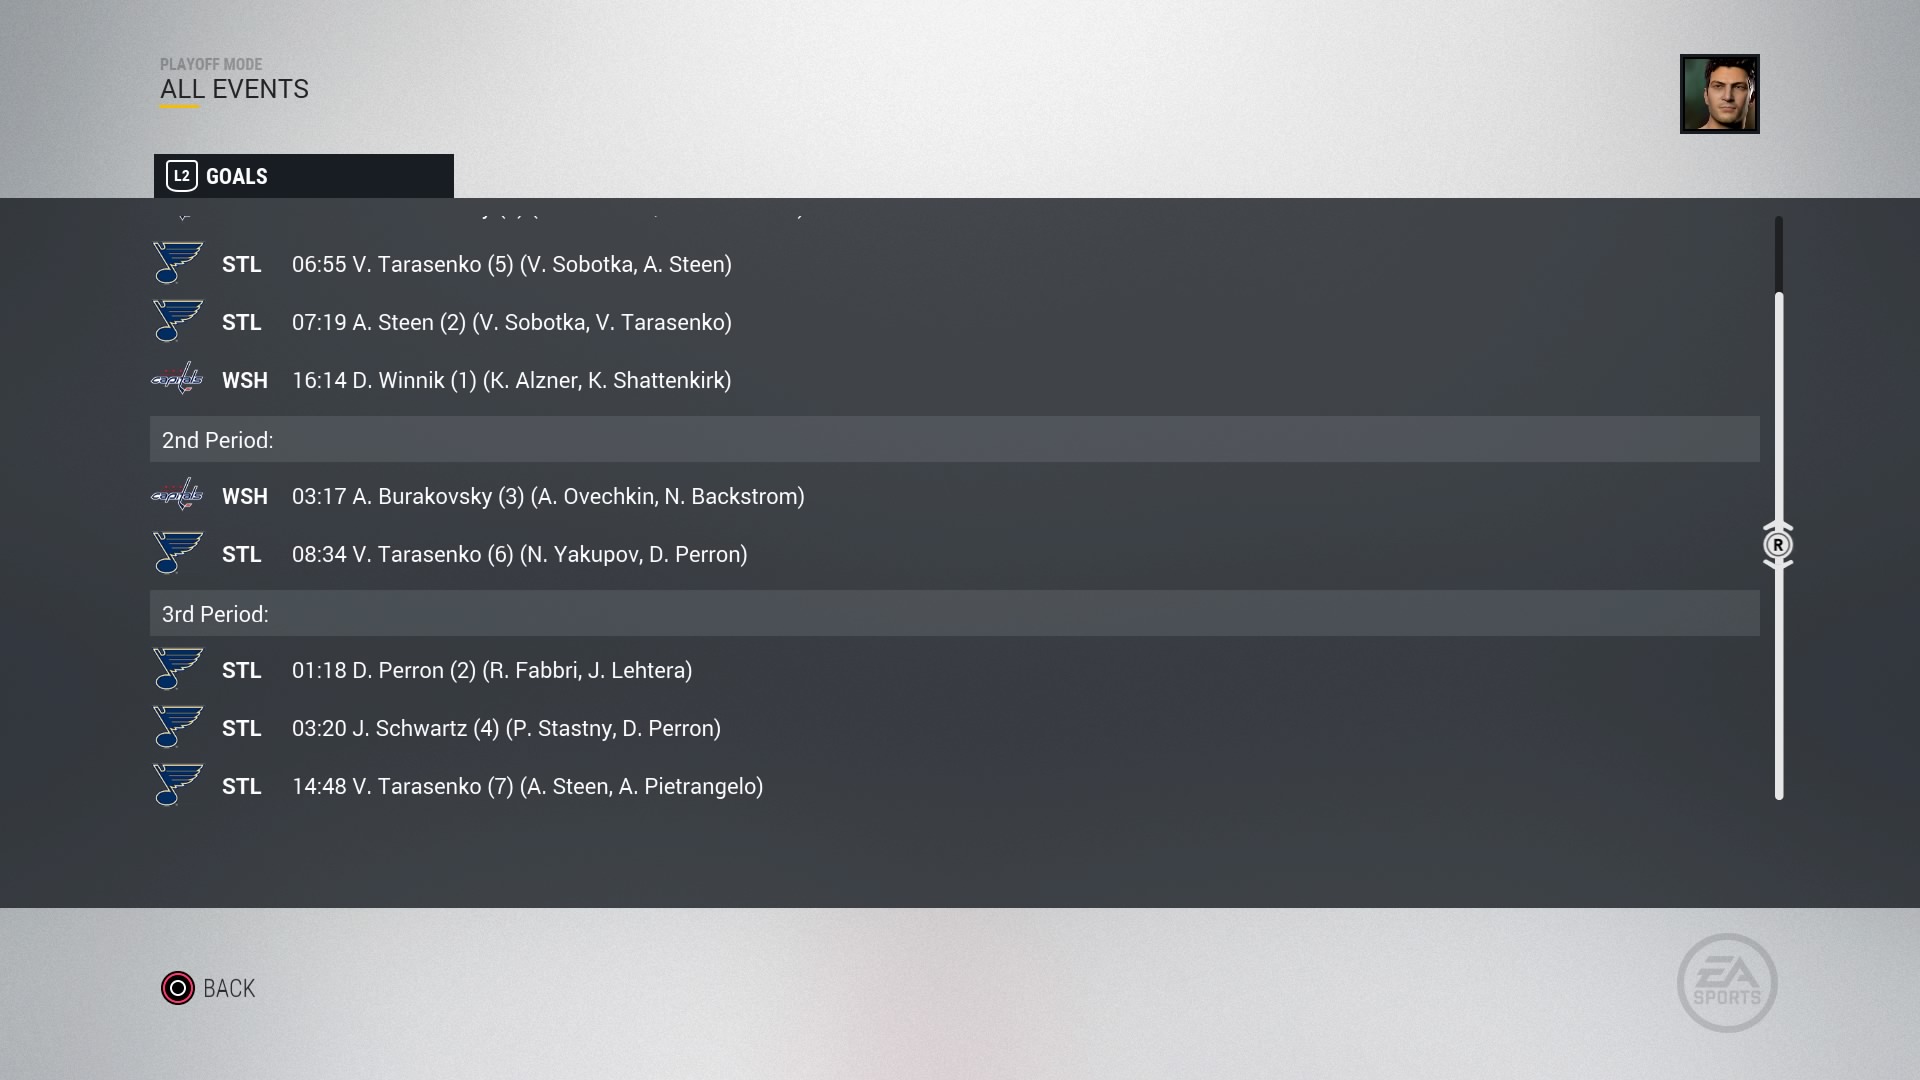 PLAYOFF MODE
ALL EVENTS
L2 GOALS
STL 06:55 V. Tarasenko (5) (V. Sobotka, A. Steen)
STL 07:19 A. Steen (2) (V. Sobotka, V. Tarasenko)
capitals WSH 16:14 D. Winnik (1) (K. Alzner, K. Shattenkirk)
2nd Period:
capitals WSH 03:17 A. Burakovsky (3) (A. Ovechkin, N. Backstrom)
STL 08:34 V. Tarasenko (6) (N. Yakupov, D. Perron)
R
3rd Period:
STL 01:18 D. Perron (2) (R. Fabbri, J. Lehtera)
STL 03:20 J. Schwartz (4) (P. Stastny, D. Perron)
STL 14:48 V. Tarasenko (7) (A. Steen, A. Pietrangelo)
BACK
EA
SPORTS